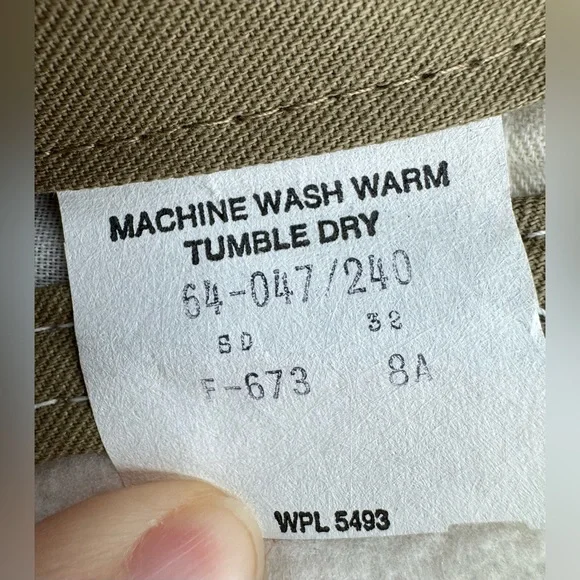 MACHINE WASH WARM
TUMBLE DRY
64-047/240
SD 32
F-673 8A
WPL 5493